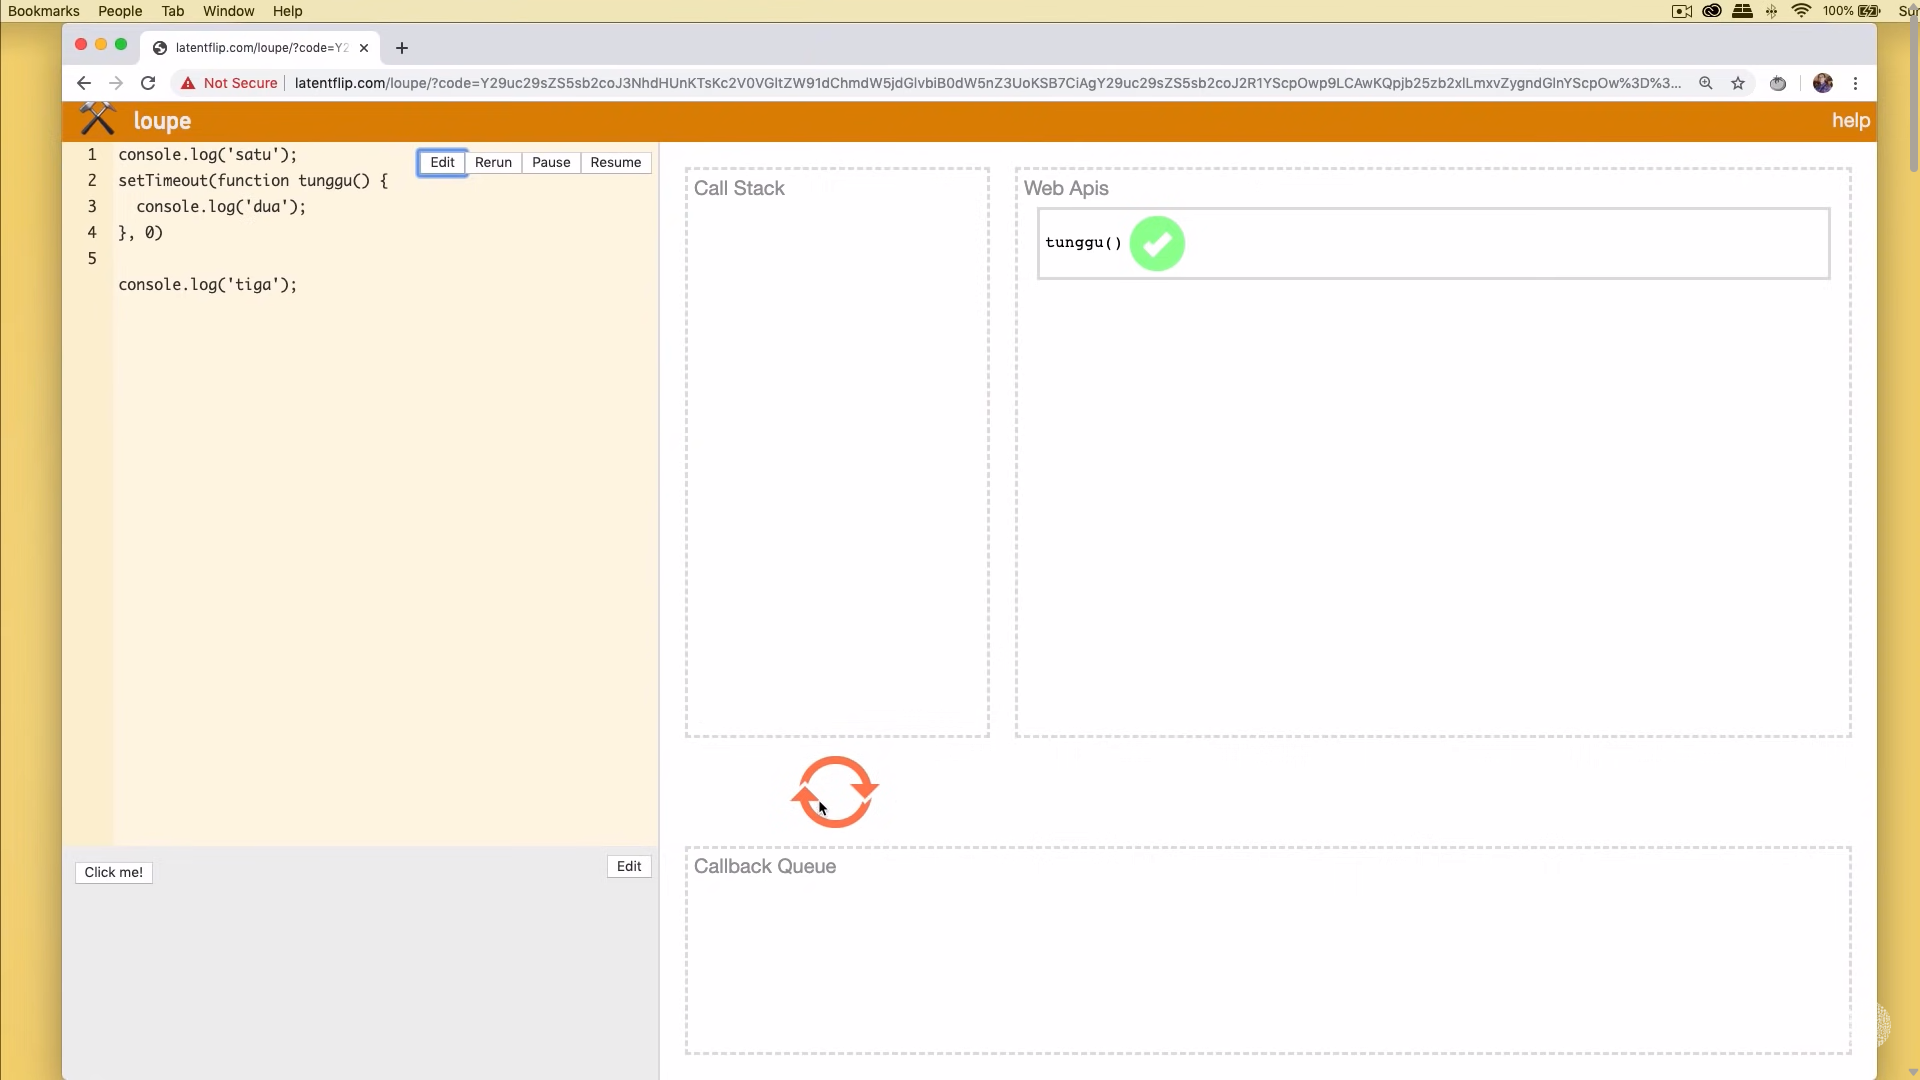 Bookmarks People Tab Window Help 100%
latentflip.com/loupe/?code=Y2
Not Secure latentflip.com/loupe/?code=Y29uc29sZS5sb2coJ3NhdHUnKTsKc2V0VGltZW91dChmdW5jdGlvbiB0dW5nZ3UoKSB7CiAgY29uc29sZS5sb2coJ2R1YScpOwp9LCAwKQpjb25zb2xlLmxvZygndGlnYScpOw%3D%3...
loupe help
1 console.log('satu');
2 setTimeout(function tunggu() {
3 console.log('dua');
4 }, 0)
5
console.log('tiga');
Edit Rerun Pause Resume
Call Stack
Web Apis
tunggu()
Callback Queue
Click me!
Edit